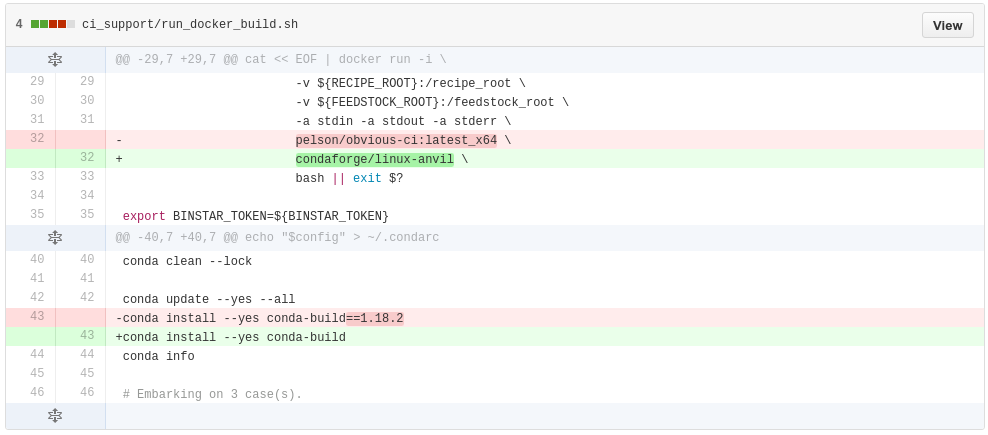 4 ci_support/run_docker_build.sh View
@@ -29,7 +29,7 @@ cat << EOF | docker run -i \
29 29 -v ${RECIPE_ROOT}:/recipe_root \
30 30 -v ${FEEDSTOCK_ROOT}:/feedstock_root \
31 31 -a stdin -a stdout -a stderr \
32 - pelson/obvious-ci:latest_x64 \
32 + condaforge/linux-anvil \
33 33 bash || exit $?
34 34
35 35 export BINSTAR_TOKEN=${BINSTAR_TOKEN}
@@ -40,7 +40,7 @@ echo "$config" > ~/.condarc
40 40 conda clean --lock
41 41
42 42 conda update --yes --all
43 -conda install --yes conda-build==1.18.2
43 +conda install --yes conda-build
44 44 conda info
45 45
46 46 # Embarking on 3 case(s).